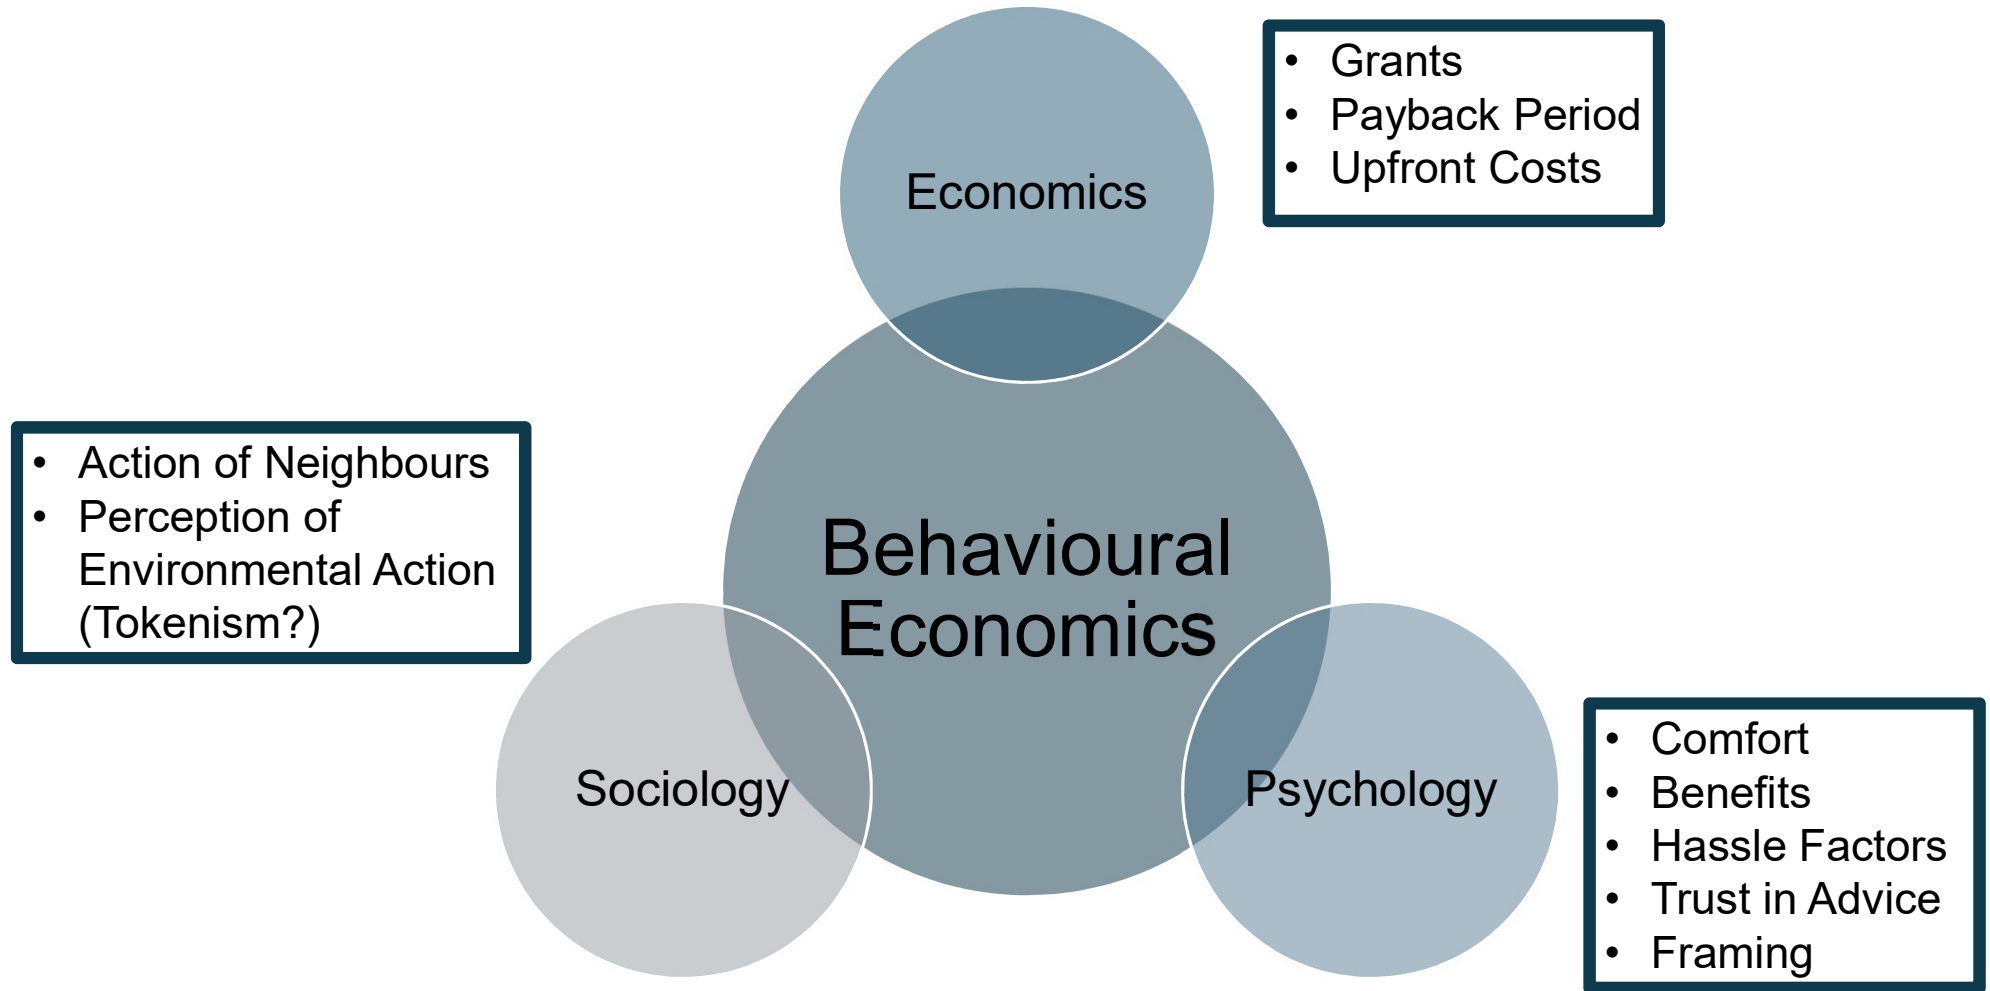 Economics
• Grants
• Payback Period
• Upfront Costs
• Action of Neighbours
• Perception of
Environmental Action
(Tokenism?)
Behavioural
Economics
Sociology
Psychology
• Comfort
• Benefits
• Hassle Factors
• Trust in Advice
• Framing